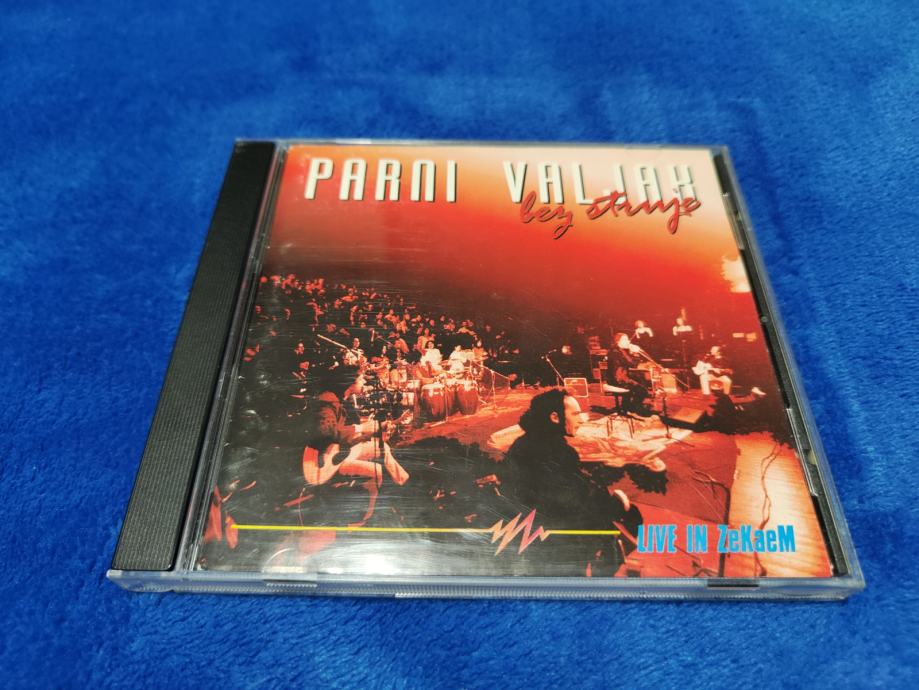 PARNI VALJAK
bez struje
LIVE IN ZeKaeM